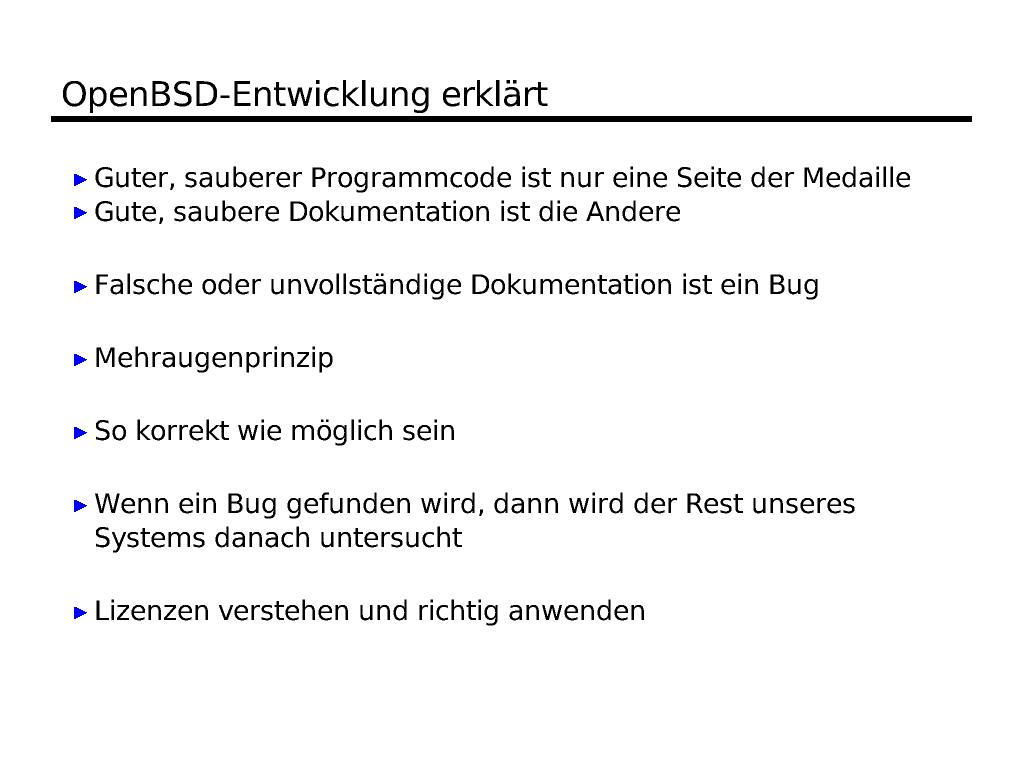 OpenBSD-Entwicklung erklärt
Guter, sauberer Programmcode ist nur eine Seite der Medaille
Gute, saubere Dokumentation ist die Andere
Falsche oder unvollständige Dokumentation ist ein Bug
Mehraugenprinzip
So korrekt wie möglich sein
Wenn ein Bug gefunden wird, dann wird der Rest unseres
Systems danach untersucht
Lizenzen verstehen und richtig anwenden